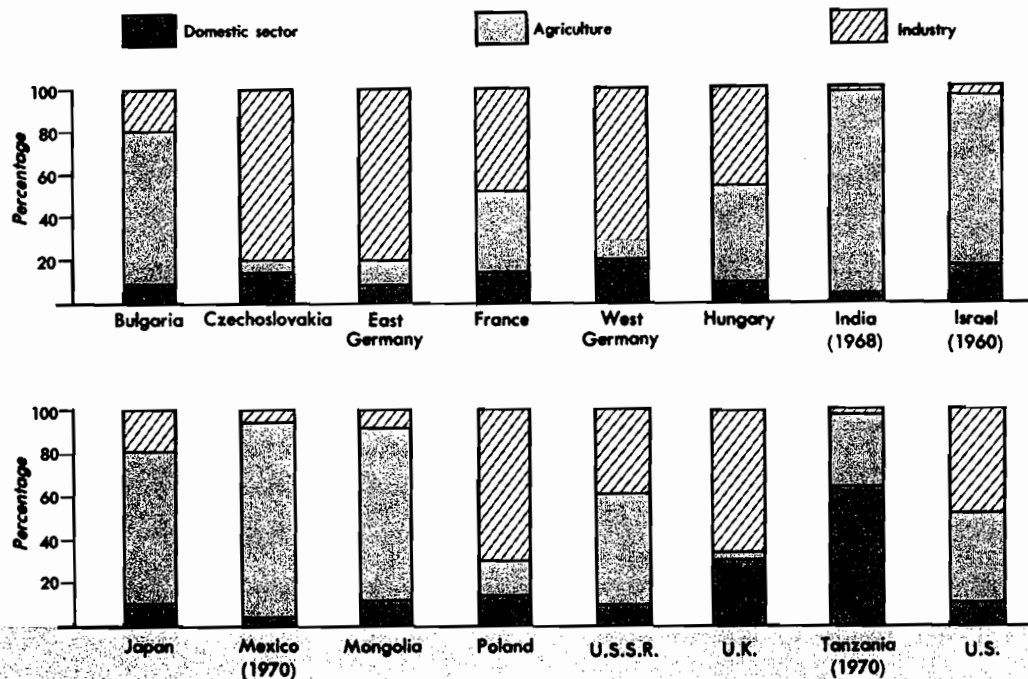 Domestic sector
Agriculture
Industry
Percentage
100
80
60
40
20
Bulgaria
Czechoslovakia
East
Germany
France
West
Germany
Hungary
India
(1968)
Israel
(1960)
Percentage
100
80
60
40
20
Japan
Mexico
(1970)
Mongolia
Poland
U.S.S.R.
U.K.
Tanzania
(1970)
U.S.